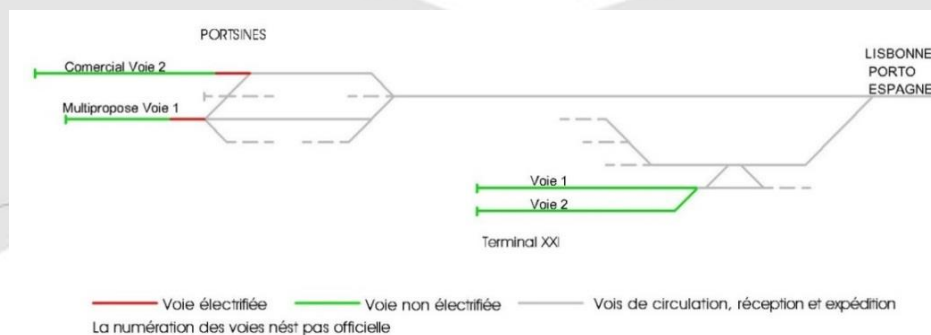 PORTSINES
LISBONNE
PORTO
ESPAGNE
Comercial Voie 2
Multipropose Voie 1
Voie 1
Voie 2
Terminal XXI
Voie électrifiée Voie non électrifiée Vois de circulation, réception et expédition
La numération des voies nést pas officielle